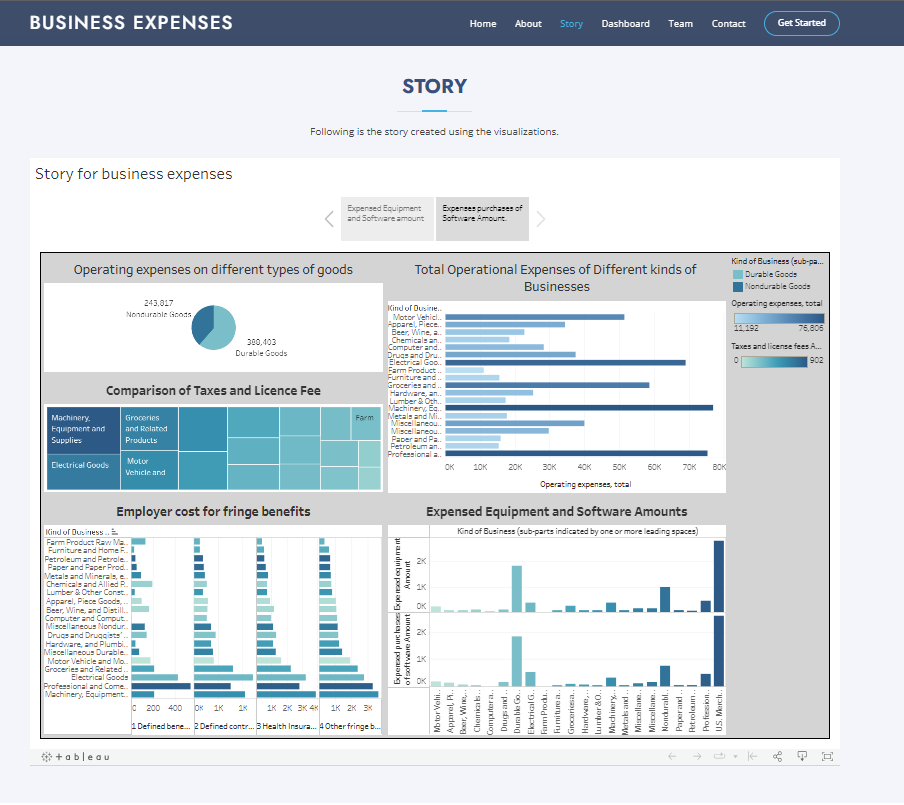 BUSINESS EXPENSES
Home About Story Dashboard Team Contact Get Started
STORY
Following is the story created using the visualizations.
Story for business expenses
Expensed Equipment
and Software amount
Expenses purchases of
Software Amount.
Operating expenses on different types of goods
243,817
Nondurable Goods
388,403
Durable Goods
Total Operational Expenses of Different kinds of
Businesses
Kind of Busine..
Motor Vehicl..
Apparel, Piece..
Beer, Wine, a..
Chemicals an..
Computer and..
Drugs and Dru..
Electrical Goo..
Farm Product ..
Furniture and ..
Groceries and ..
Hardware, an..
Lumber & Oth..
Machinery, Eq..
Metals and Mi..
Miscellaneou..
Miscellaneou..
Paper and Pa..
Petroleum an..
Professional a..
0K 10K 20K 30K 40K 50K 60K 70K 80K
Operating expenses, total
Kind of Business (sub-pa...
Durable Goods
Nondurable Goods
Operating expenses, total
11,192 76,806
Taxes and license fees A...
0 902
Comparison of Taxes and Licence Fee
Machinery,
Equipment and
Supplies
Electrical Goods
Groceries
and Related
Products
Motor
Vehicle and
Farm
Employer cost for fringe benefits
Kind of Business ..
Farm Product Raw Ma..
Furniture and Home F..
Petroleum and Petrole..
Paper and Paper Prod..
Metals and Minerals, e..
Chemicals and Allied P..
Lumber & Other Const..
Apparel, Piece Goods, ..
Beer, Wine, and Distill..
Computer and Comput..
Miscellaneous Nondur..
Drugs and Druggists' ..
Hardware, and Plumbi..
Miscellaneous Durable..
Motor Vehicle and Mo..
Groceries and Related ..
Electrical Goods
Professional and Come..
Machinery, Equipment..
0 200 400
0K 1K 1K
0K 1K 2K 3K 4K
0K 1K 2K 3K
1 Defined bene...
2 Defined contr...
3 Health Insura...
4 Other fringe b...
Expensed Equipment and Software Amounts
Kind of Business (sub-parts indicated by one or more leading spaces)
Expensed equipment
Amount
2K
1K
0K
Expensed purchases
of software Amount
2K
1K
0K
Motor Vehi..
Apparel, Pi..
Beer, Wine,..
Chemicals ..
Computer a..
Drugs and ..
Durable Go..
Electrical G..
Farm Produ..
Furniture a..
Groceries a..
Hardware, ..
Lumber & O..
Machinery, ..
Metals and ..
Miscellane..
Miscellane..
Nondurabl..
Paper and ..
Petroleum ..
Profession..
U.S. Merch..
+ableau